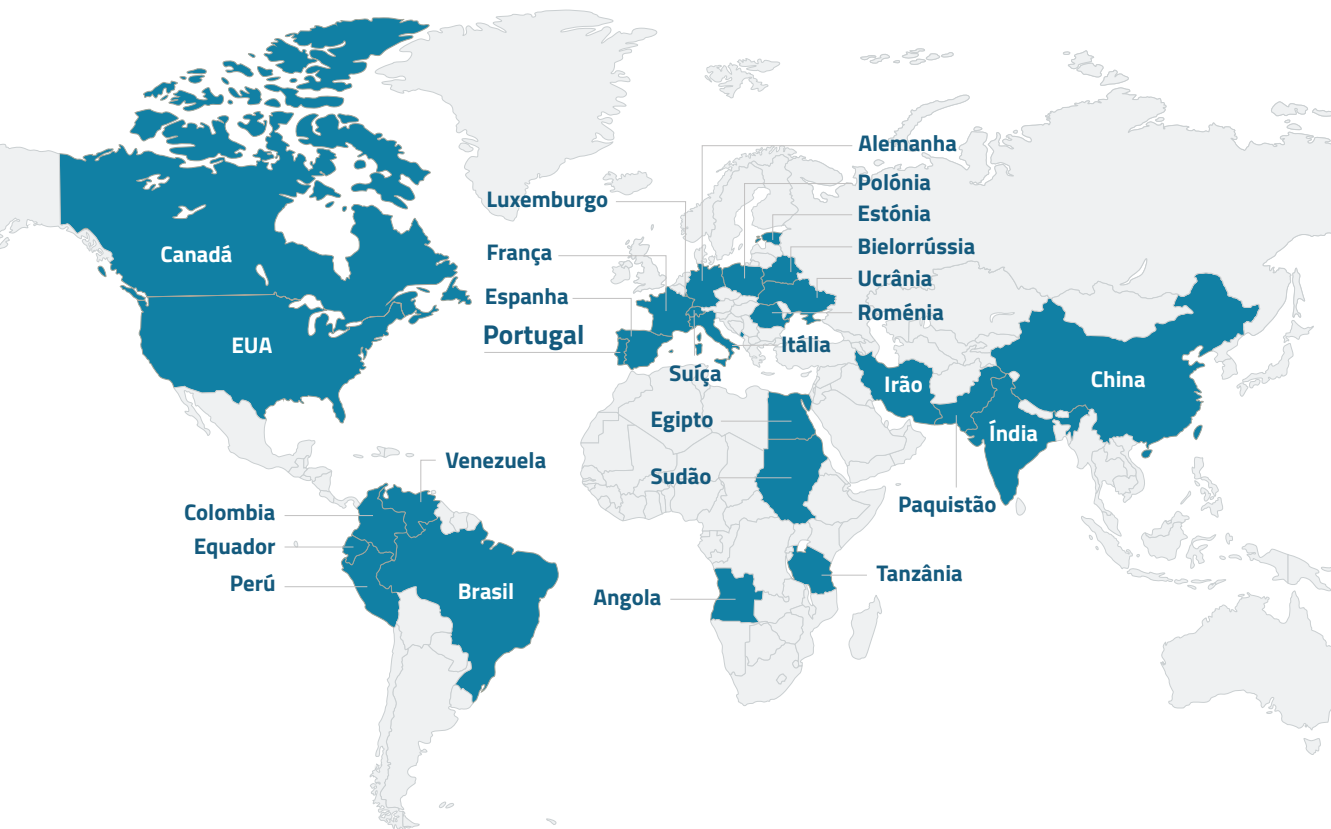 Alemanha
Polónia
Luxemburgo
Estónia
Bielorrússia
França
Canadá
Ucrânia
Espanha
Roménia
Portugal
EUA
Itália
Suíça
China
Irão
Egipto
Índia
Venezuela
Sudão
Paquistão
Colombia
Equador
Tanzânia
Perú
Brasil
Angola